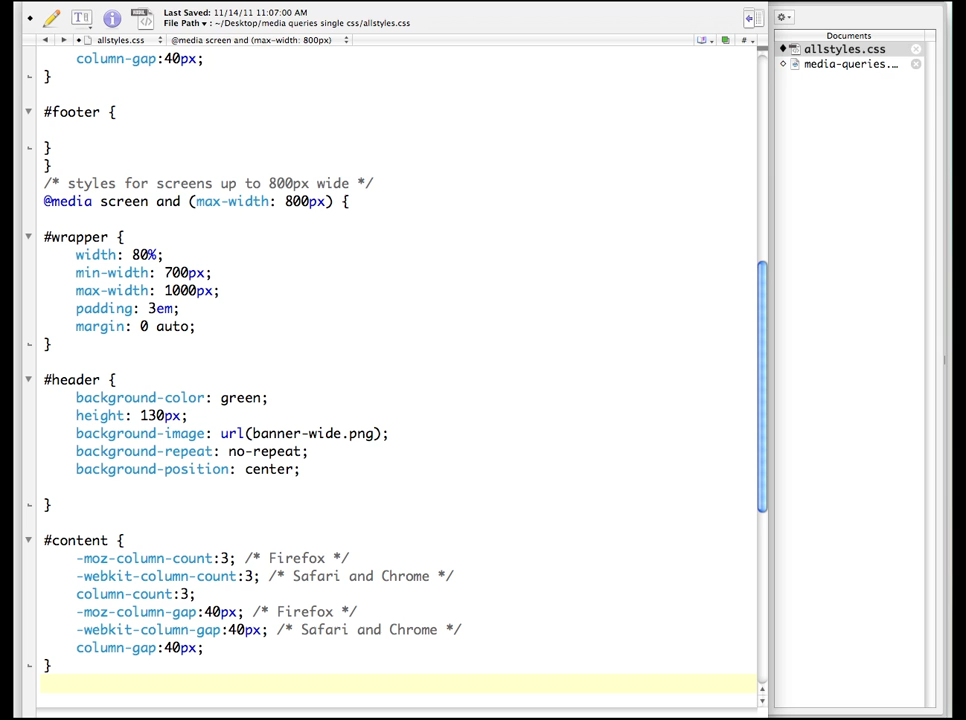 Last Saved: 11/14/11 11:07:00 AM
File Path ▾ : ~/Desktop/media queries single css/allstyles.css
allstyles.css
@media screen and (max-width: 800px)
#
Documents
allstyles.css
media-queries....
column-gap:40px;
}
#footer {
}
}
/* styles for screens up to 800px wide */
@media screen and (max-width: 800px) {
#wrapper {
width: 80%;
min-width: 700px;
max-width: 1000px;
padding: 3em;
margin: 0 auto;
}
#header {
background-color: green;
height: 130px;
background-image: url(banner-wide.png);
background-repeat: no-repeat;
background-position: center;
}
#content {
-moz-column-count:3; /* Firefox */
-webkit-column-count:3; /* Safari and Chrome */
column-count:3;
-moz-column-gap:40px; /* Firefox */
-webkit-column-gap:40px; /* Safari and Chrome */
column-gap:40px;
}